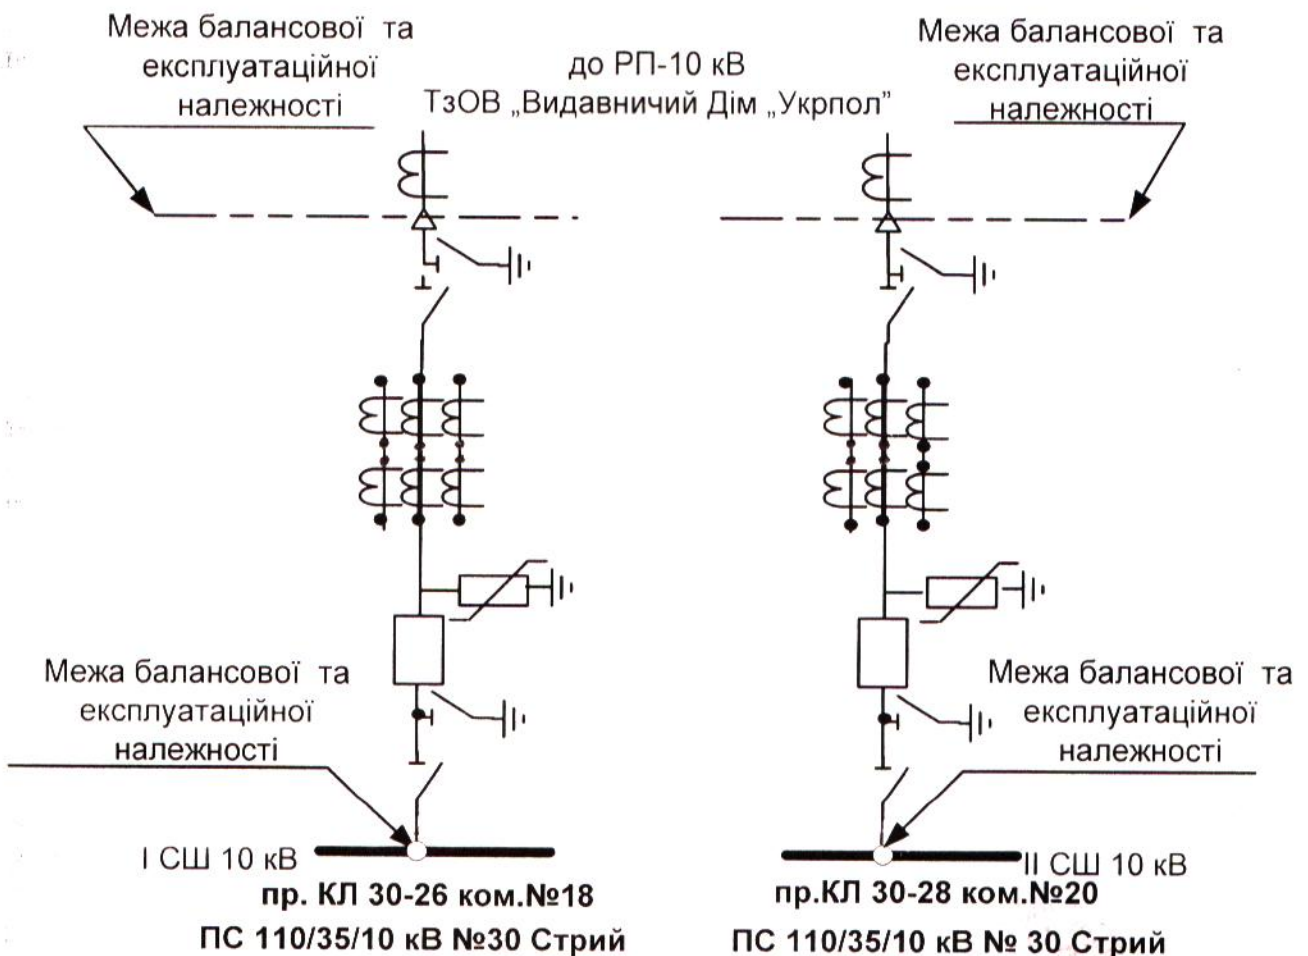 Межа балансової та
експлуатаційної
належності
до РП-10 кВ
ТзОВ „Видавничий Дім „Укрпол”
Межа балансової та
експлуатаційної
належності
Межа балансової та
експлуатаційної
належності
Межа балансової та
експлуатаційної
належності
І СШ 10 кВ
ІІ СШ 10 кВ
пр. КЛ 30-26 ком.№18
пр.КЛ 30-28 ком.№20
ПС 110/35/10 кВ №30 Стрий
ПС 110/35/10 кВ № 30 Стрий